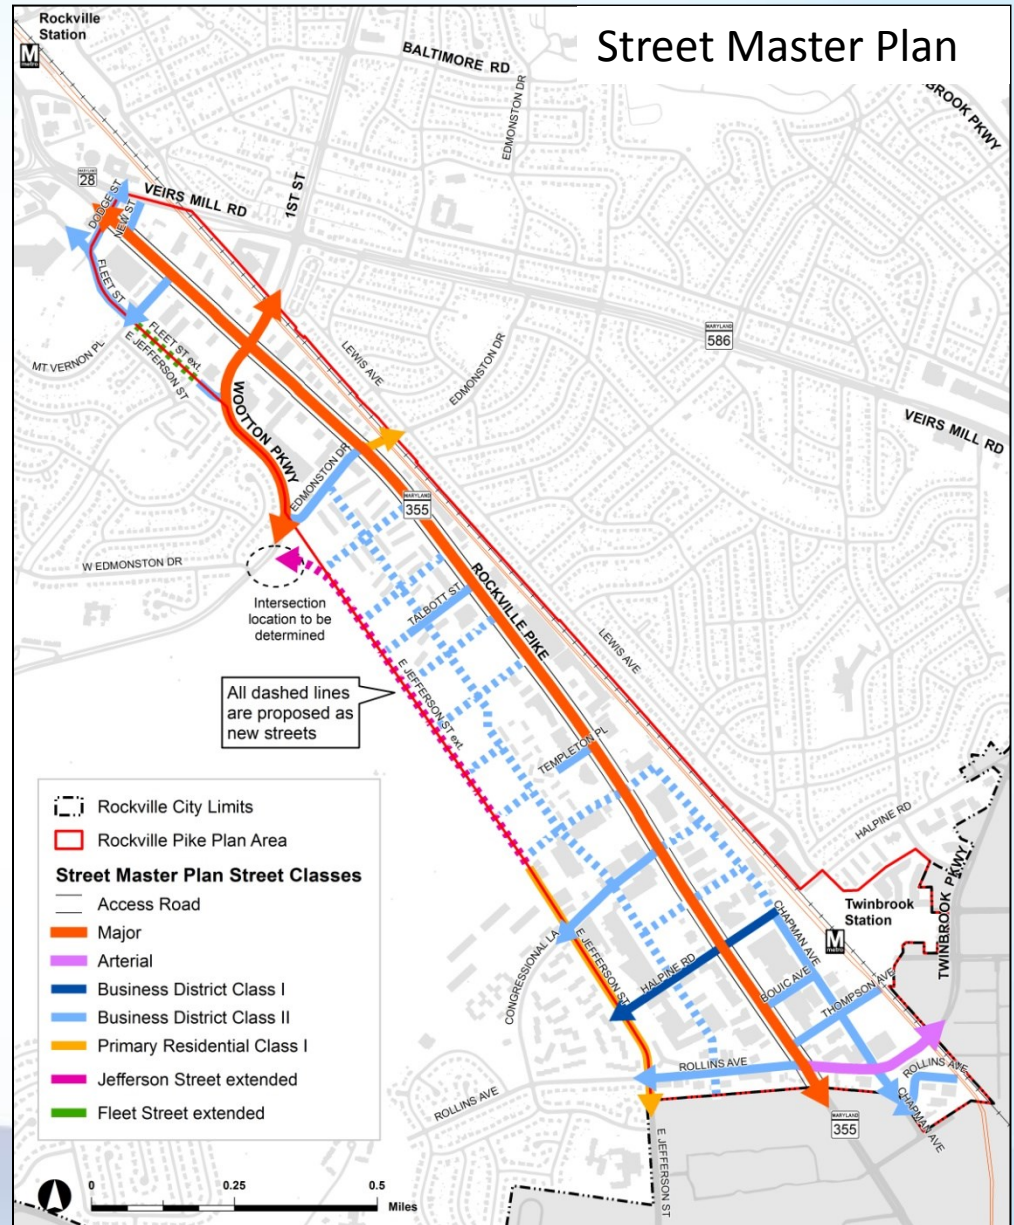 Street Master Plan
Rockville
Station
M
metro
BALTIMORE RD
EDMONSTON DR
BROOK PKWY
MARYLAND
28
VEIRS MILL RD
1ST ST
DODGE ST
NEW ST
FLEET ST
FLEET ST ext.
E JEFFERSON ST
MT VERNON PL
WOOTTON PKWY
LEWIS AVE
EDMONSTON DR
MARYLAND
586
VEIRS MILL RD
EDMONSTON DR
MARYLAND
355
W EDMONSTON DR
Intersection
location to be
determined
ROCKVILLE PIKE
TALBOTT ST
LEWIS AVE
E JEFFERSON ST ext.
All dashed lines
are proposed as
new streets
TEMPLETON PL
HALPINE RD
TWINBROOK PKWY
Twinbrook
Station
M
metro
CHAPMAN AVE
CONGRESSIONAL LA
E JEFFERSON ST
HALPINE RD
BOUIC AVE
THOMPSON AVE
ROLLINS AVE
ROLLINS AVE
ROLLINS AVE
CHAPMAN AVE
MARYLAND
355
E JEFFERSON ST
Rockville City Limits
Rockville Pike Plan Area
Street Master Plan Street Classes
Access Road
Major
Arterial
Business District Class I
Business District Class II
Primary Residential Class I
Jefferson Street extended
Fleet Street extended
0 0.25 0.5
Miles